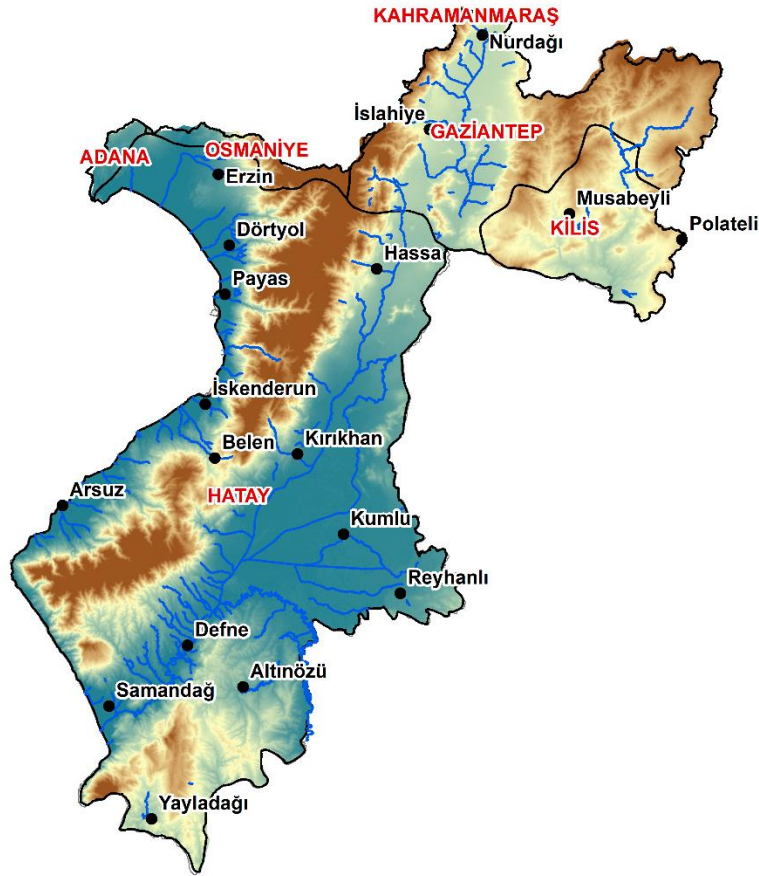 KAHRAMANMARAŞ
Nurdağı
İslahiye
GAZİANTEP
ADANA
OSMANİYE
Erzin
Musabeyli
KİLİS
Polateli
Dörtyol
Hassa
Payas
İskenderun
Belen
Kırıkhan
Arsuz
HATAY
Kumlu
Reyhanlı
Defne
Altınözü
Samandağ
Yayladağı